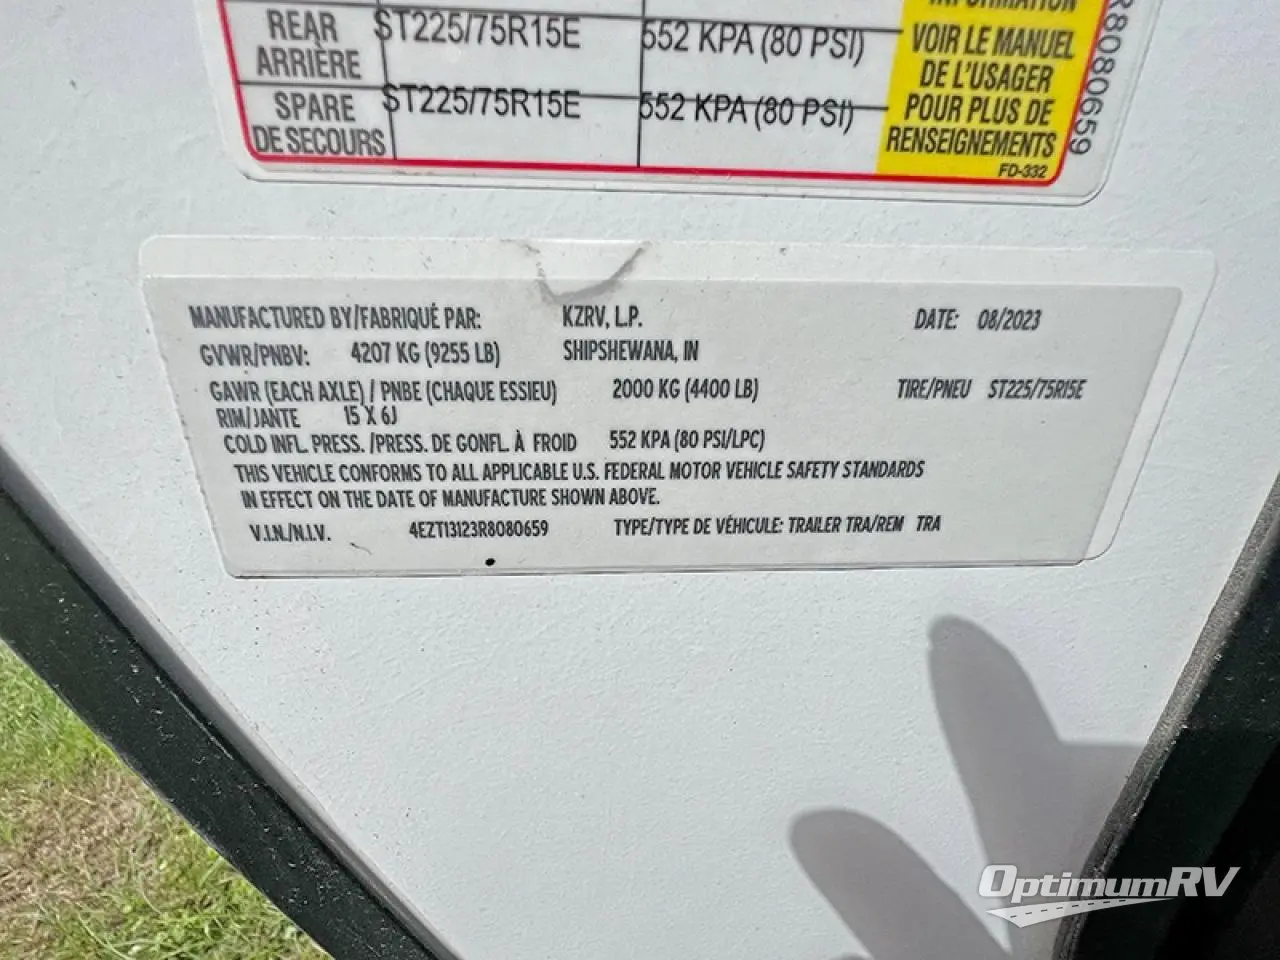 INFORMATION
REAR ST225/75R15E 552 KPA (80 PSI)
ARRIÈRE
SPARE ST225/75R15E 552 KPA (80 PSI)
DE SECOURS
VOIR LE MANUEL
DE L'USAGER
POUR PLUS DE
RENSEIGNEMENTS
FD-332
R8080659
MANUFACTURED BY/FABRIQUÉ PAR: KZRV, L.P. DATE: 08/2023
GVWR/PNBV: 4207 KG (9255 LB) SHIPSHEWANA, IN
GAWR (EACH AXLE) / PNBE (CHAQUE ESSIEU) 2000 KG (4400 LB) TIRE/PNEU ST225/75R15E
RIM/JANTE 15 X 6J
COLD INFL. PRESS. /PRESS. DE GONFL. À FROID 552 KPA (80 PSI/LPC)
THIS VEHICLE CONFORMS TO ALL APPLICABLE U.S. FEDERAL MOTOR VEHICLE SAFETY STANDARDS
IN EFFECT ON THE DATE OF MANUFACTURE SHOWN ABOVE.
V.I.N./N.I.V. 4EZT13123R8080659 TYPE/TYPE DE VÉHICULE: TRAILER TRA/REM TRA
OptimumRV